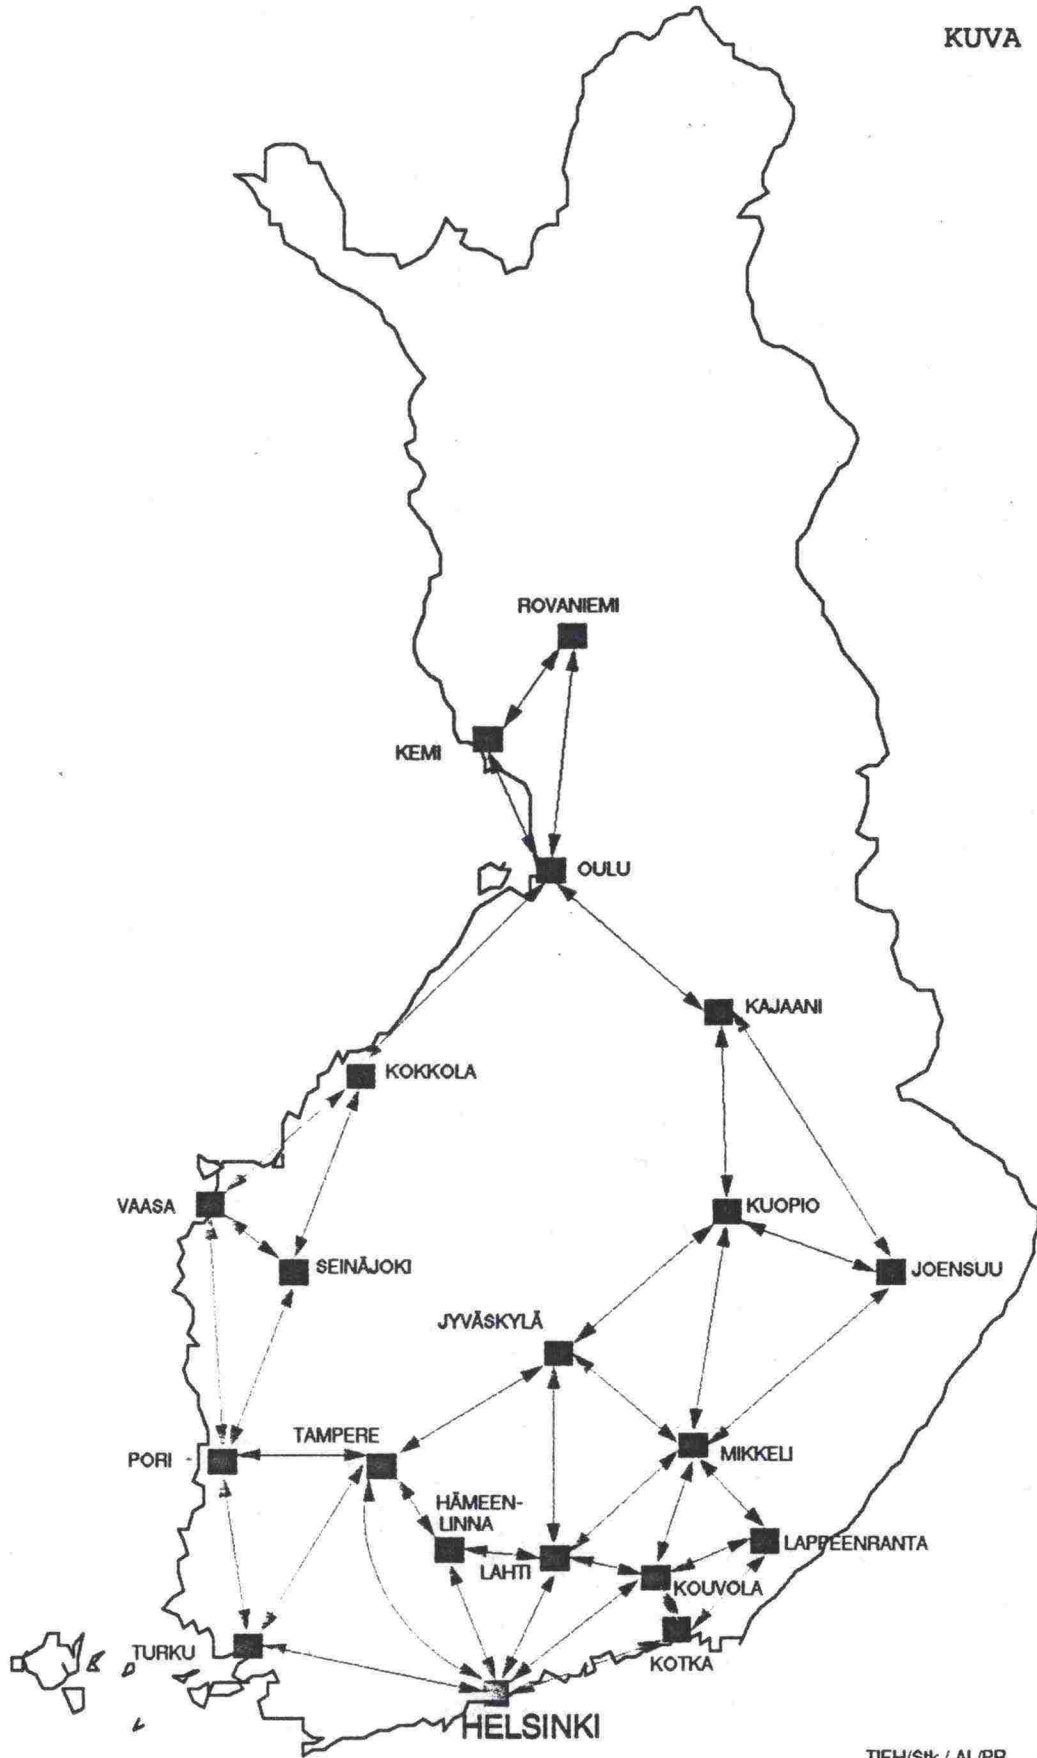 KUVA
ROVANIEMI
KEMI
OULU
KAJAANI
KOKKOLA
VAASA
KUOPIO
SEINÄJOKI
JOENSUU
JYVÄSKYLÄ
TAMPERE
PORI
MIKKELI
HÄMEEN-
LINNA
LAPPEENRANTA
LAHTI
KOUVOLA
TURKU
KOTKA
HELSINKI